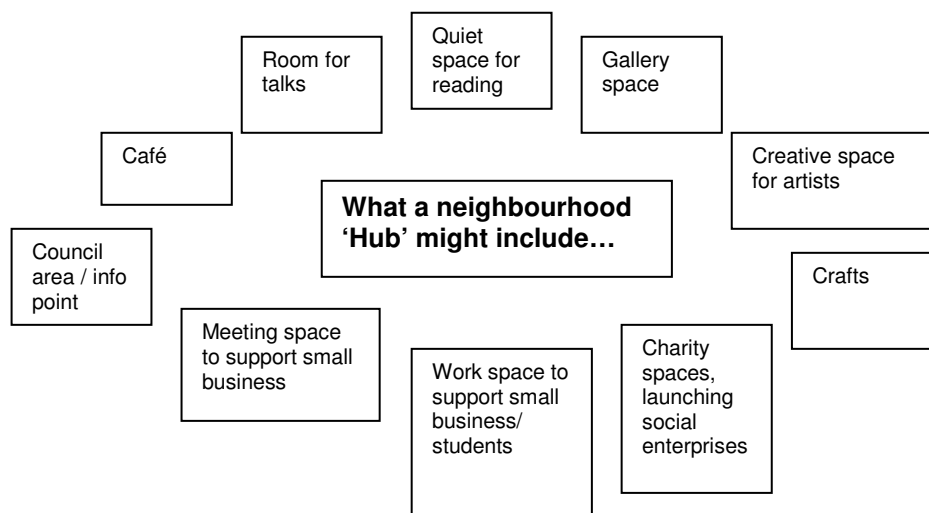 Quiet
space for
reading
Room for
talks
Gallery
space
Café
Creative space
for artists
What a neighbourhood
‘Hub’ might include…
Council
area / info
point
Crafts
Meeting space
to support small
business
Charity
spaces,
launching
social
enterprises
Work space to
support small
business/
students